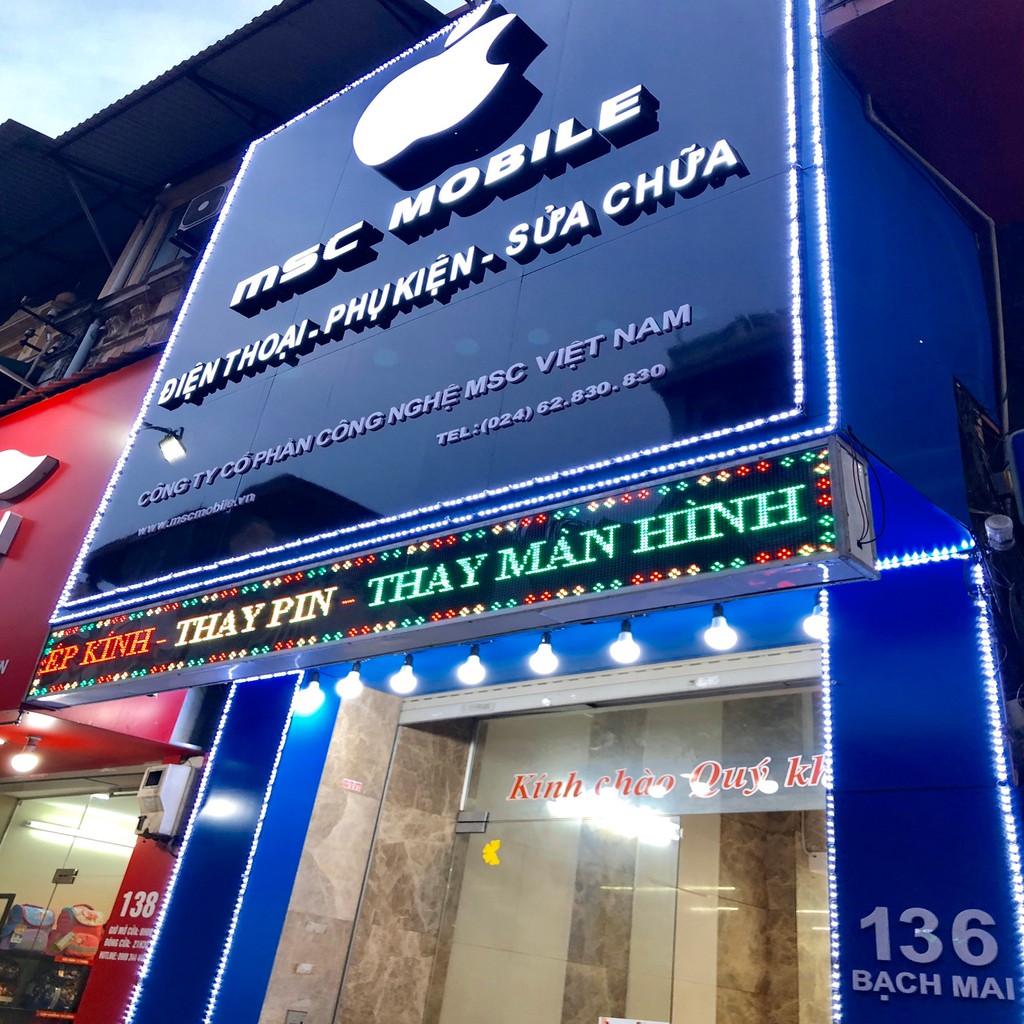 MSC MOBILE
ĐIỆN THOẠI - PHỤ KIỆN - SỬA CHỮA
CÔNG TY CỔ PHẦN CÔNG NGHỆ MSC VIỆT NAM
TEL: (024) 62.830.830
www.mscmobile.vn
ÉP KÍNH - THAY PIN - THAY MÀN HÌNH
Kính chào Quý kh
138
136
BẠCH MAI